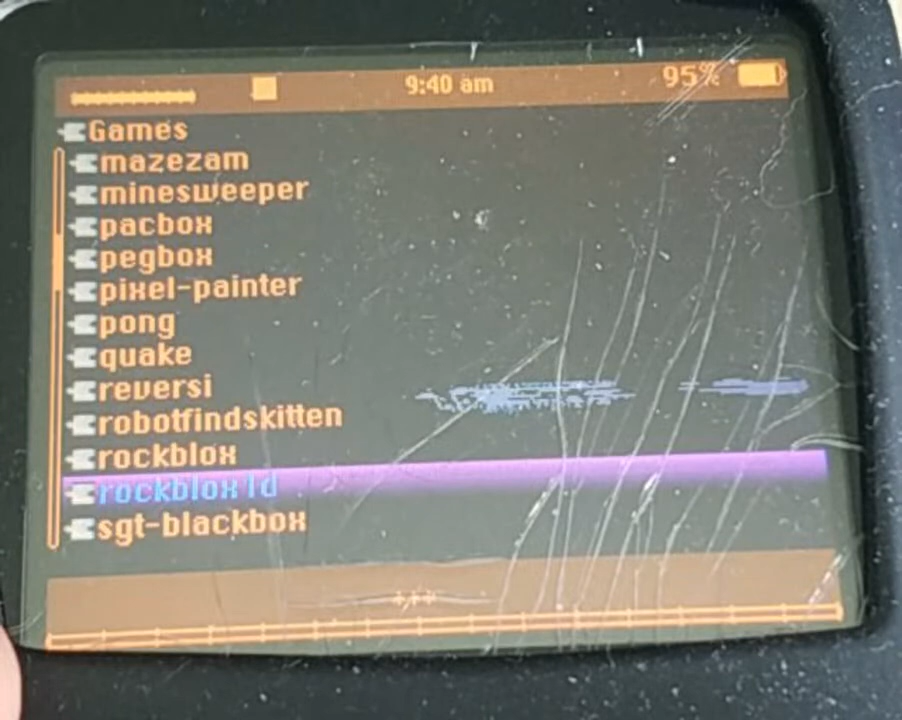 9:40 am 95%
Games
mazezam
minesweeper
pacbox
pegbox
pixel-painter
pong
quake
reversi
robotfindskitten
rockblox
rockblox1d
sgt-blackbox